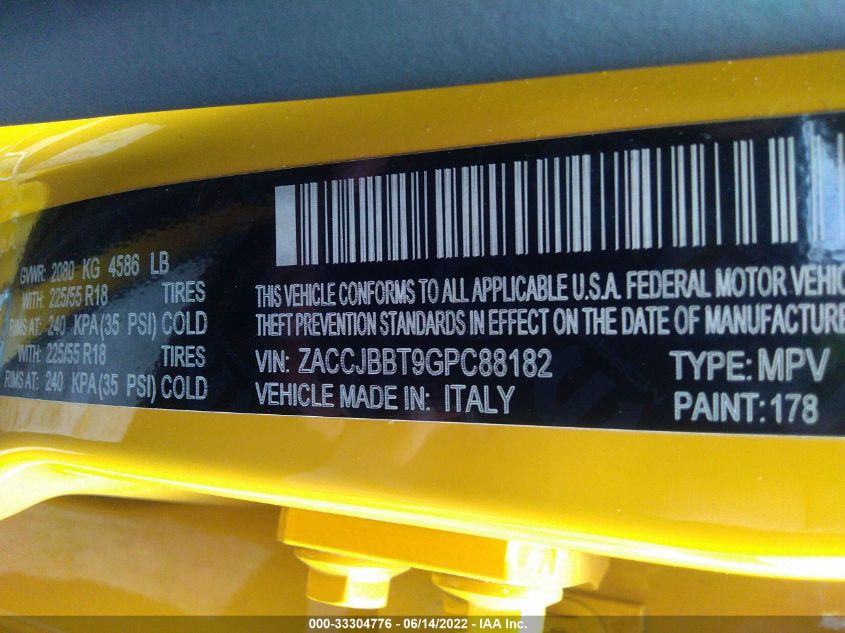 GVWR: 2080 KG 4586 LB
WITH: 225/55 R18 TIRES
RIMS AT: 240 KPA (35 PSI) COLD
WITH: 225/55 R18 TIRES
RIMS AT: 240 KPA (35 PSI) COLD
THIS VEHICLE CONFORMS TO ALL APPLICABLE U.S.A. FEDERAL MOTOR VEHIC
THEFT PREVENTION STANDARDS IN EFFECT ON THE DATE OF MANUFACTURE
VIN: ZACCJBBT9GPC88182 TYPE: MPV
VEHICLE MADE IN: ITALY PAINT: 178
000-33304776 - 06/14/2022 - IAA Inc.